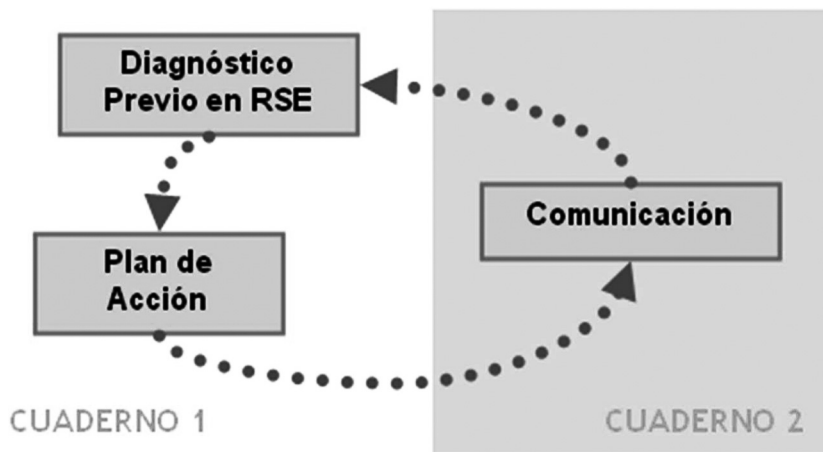 Diagnóstico
Previo en RSE
Plan de
Acción
Comunicación
CUADERNO 1
CUADERNO 2